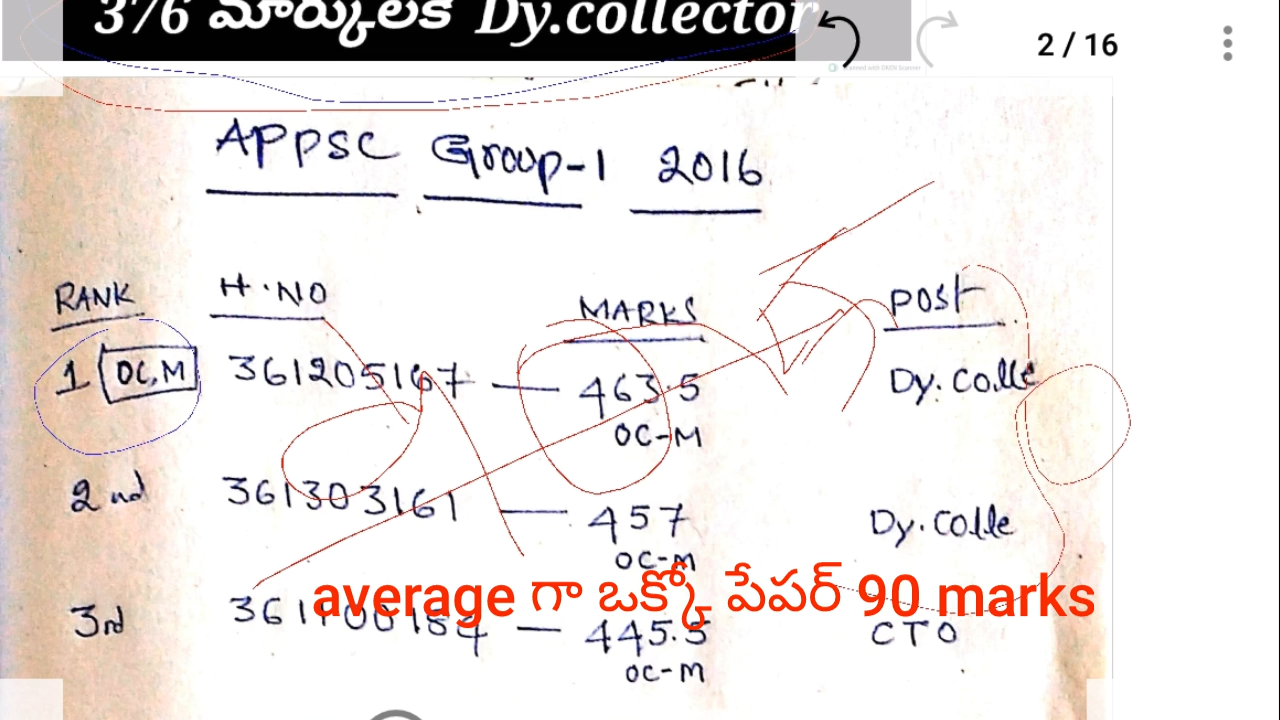 376 మార్కులకే Dy.collector
2 / 16
APPSC Group-1 2016
RANK H.NO MARKS POST
1 OC,M 361205167 — 463.5 Dy. Colle
OC-M
2nd 361303161 — 457 Dy. Colle
OC-M
average గా ఒక్కో పేపర్ 90 marks
3rd — 445.5 CTO
OC-M